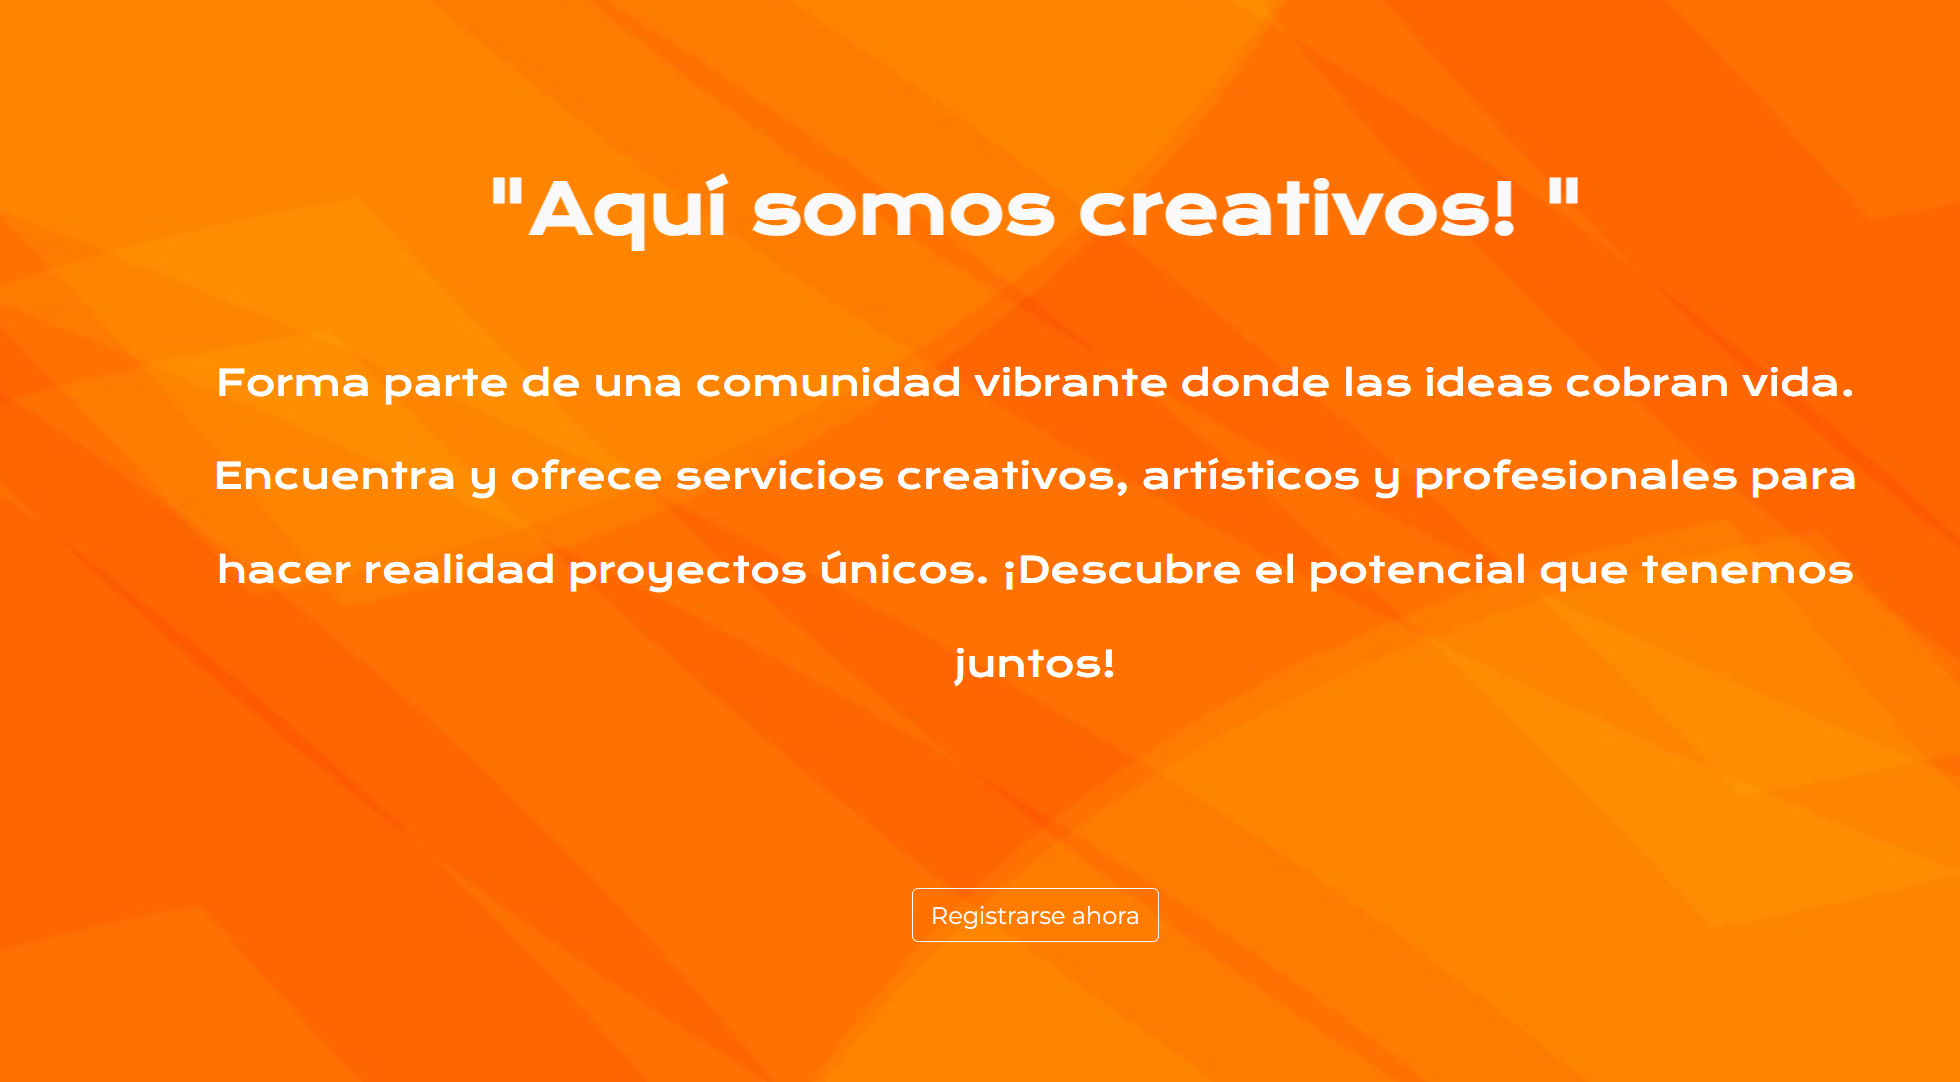 "Aquí somos creativos! "
Forma parte de una comunidad vibrante donde las ideas cobran vida.
Encuentra y ofrece servicios creativos, artísticos y profesionales para
hacer realidad proyectos únicos. ¡Descubre el potencial que tenemos
juntos!
Registrarse ahora